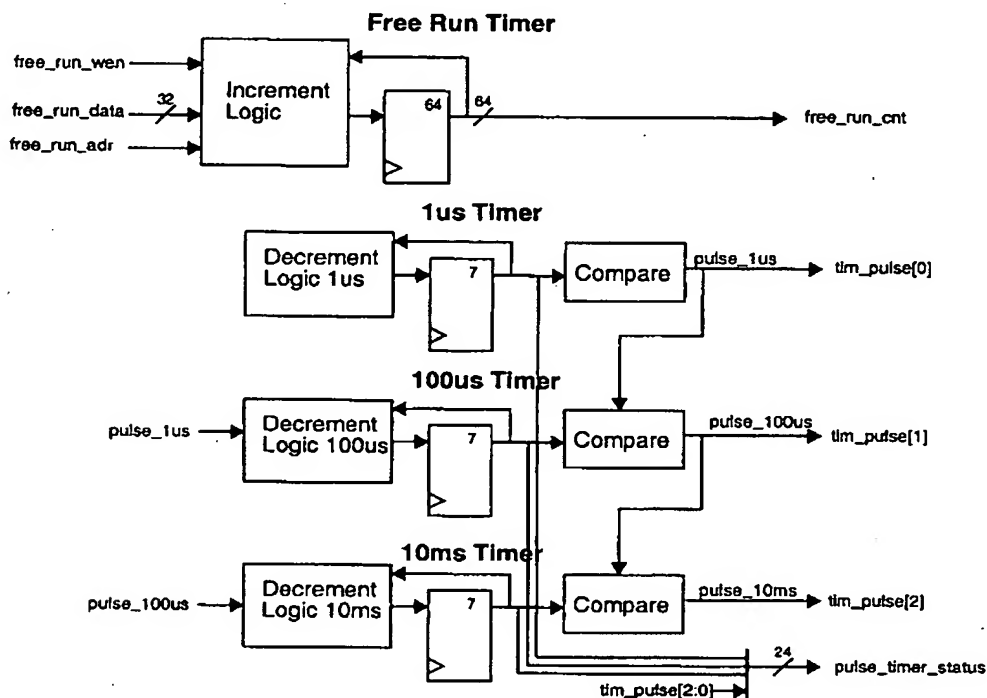 Free Run Timer
free_run_wen
free_run_data
32
free_run_adr
Increment
Logic
64
64
free_run_cnt
1us Timer
Decrement
Logic 1us
7
Compare
pulse_1us
tim_pulse[0]
100us Timer
pulse_1us
Decrement
Logic 100us
7
Compare
pulse_100us
tim_pulse[1]
10ms Timer
pulse_100us
Decrement
Logic 10ms
7
Compare
pulse_10ms
tim_pulse[2]
24
pulse_timer_status
tim_pulse[2:0]